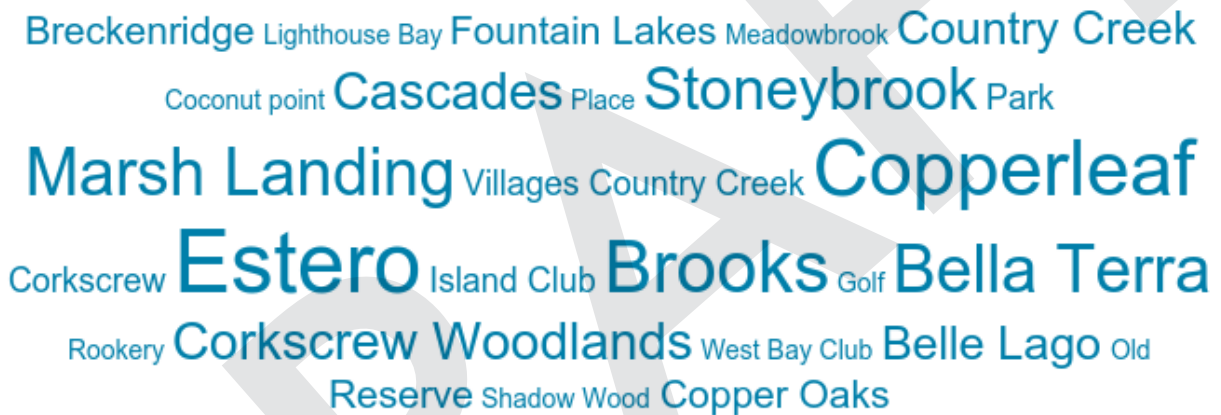 Breckenridge Lighthouse Bay Fountain Lakes Meadowbrook Country Creek
Coconut point Cascades Place Stoneybrook Park
Marsh Landing Villages Country Creek Copperleaf
Corkscrew Estero Island Club Brooks Golf Bella Terra
Rookery Corkscrew Woodlands West Bay Club Belle Lago Old
Reserve Shadow Wood Copper Oaks